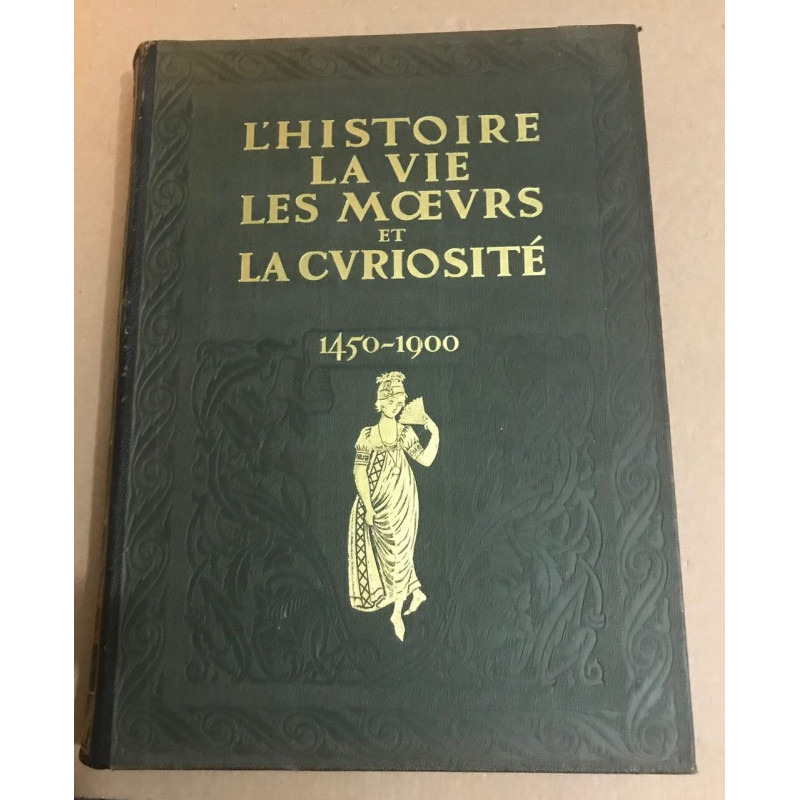 L'HISTOIRE
LA VIE
LES MŒVRS
ET
LA CVRIOSITÉ
1450-1900